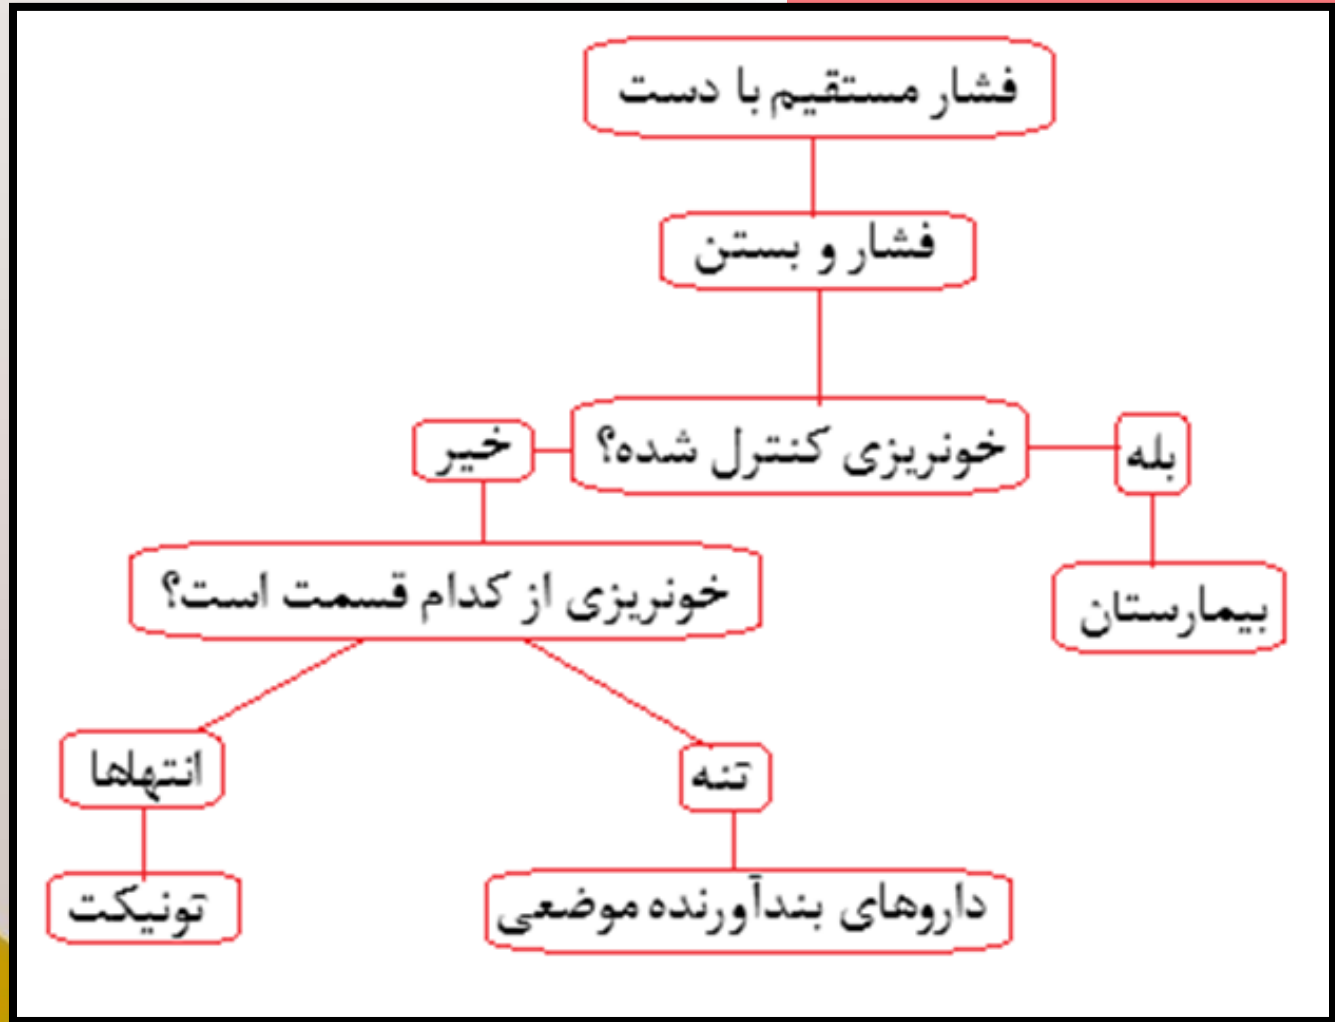 فشار مستقیم با دست
فشار و بستن
خونریزی کنترل شده؟
بله
خیر
بیمارستان
خونریزی از کدام قسمت است؟
تنه
انتهاها
داروهای بندآورنده موضعی
تونیکت